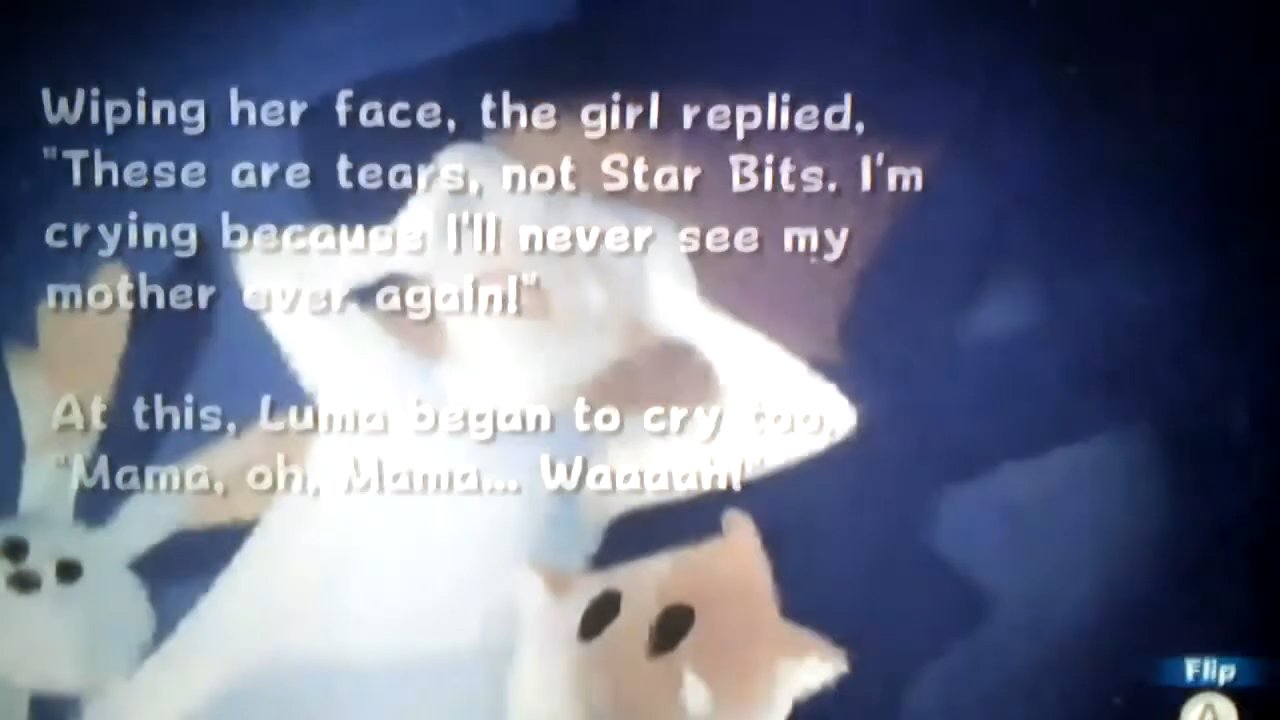 Wiping her face, the girl replied,
"These are tears, not Star Bits. I'm
crying because I'll never see my
mother ever again!"
At this, Luma began to cry too,
"Mama, oh, Mama... Waaaah!"
Flip
A